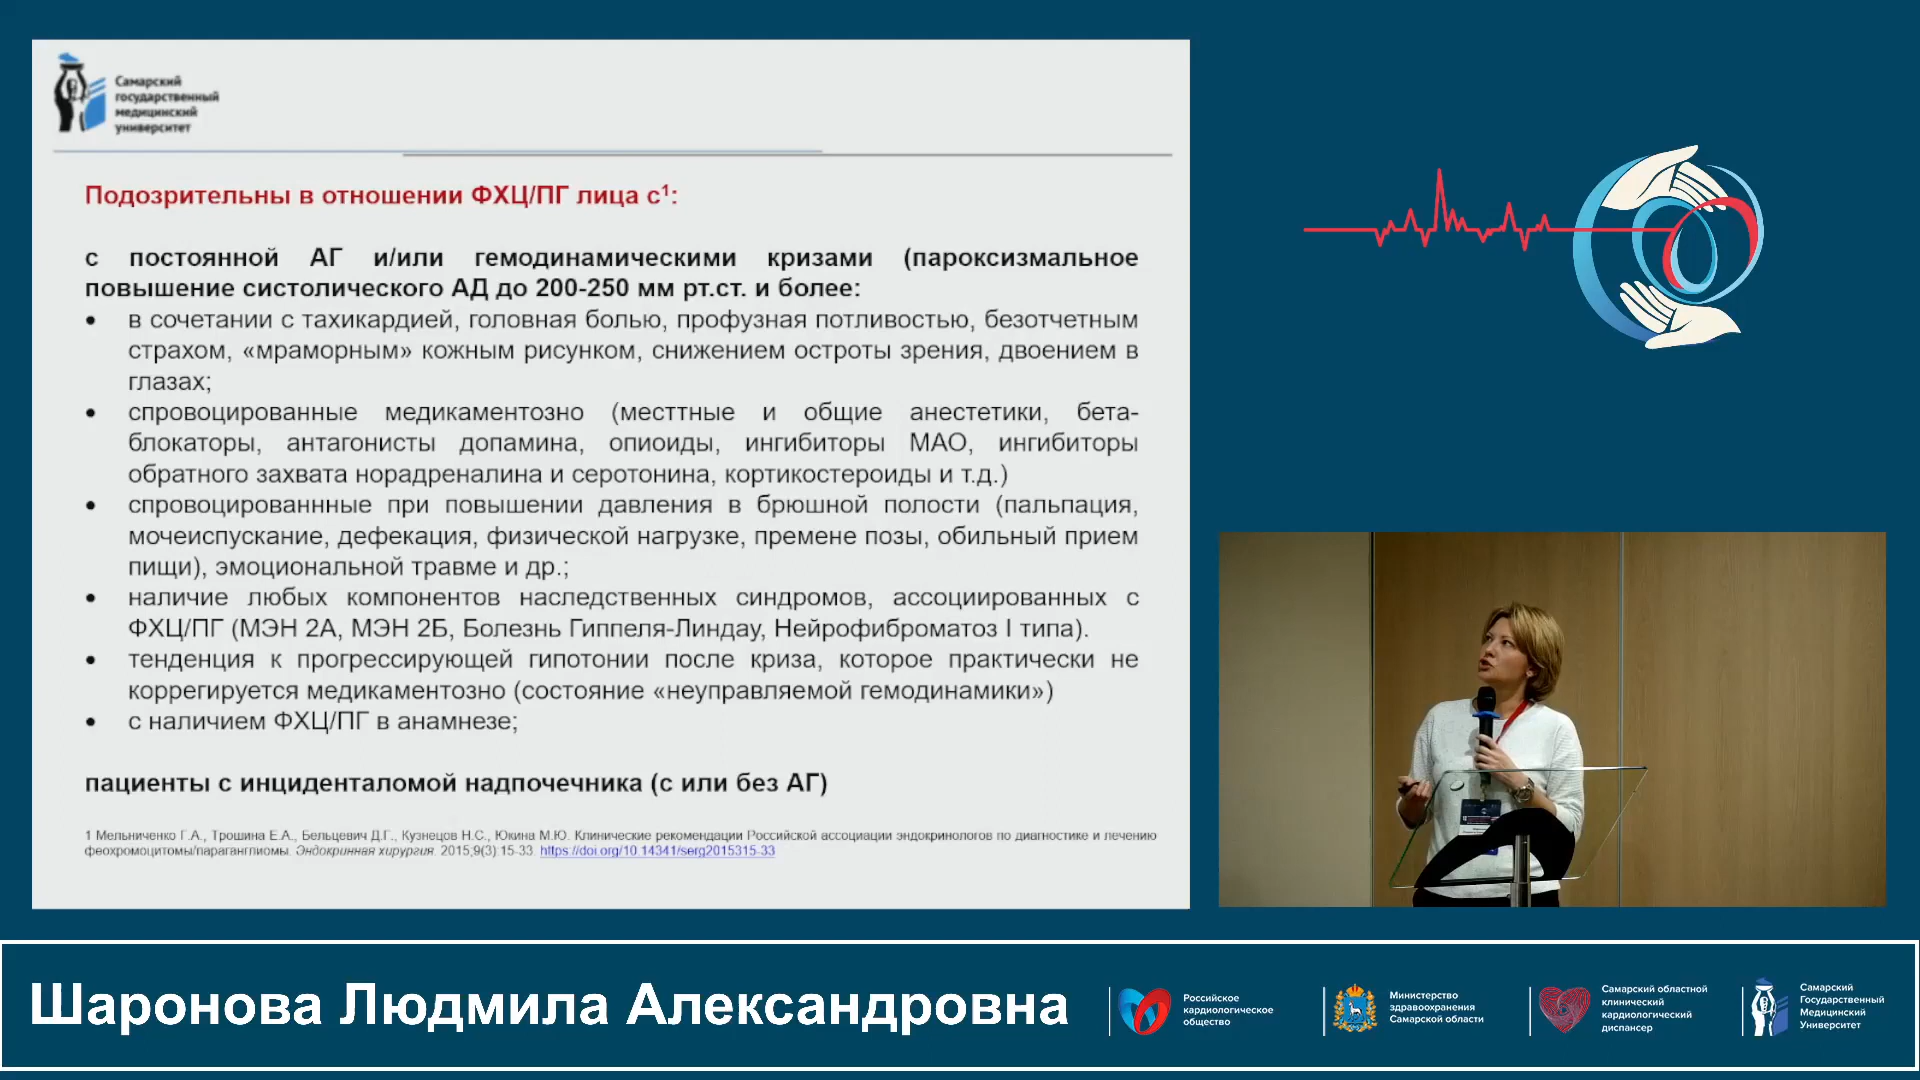 Самарский
государственный
медицинский
университет
Подозрительны в отношении ФХЦ/ПГ лица с¹:
с постоянной АГ и/или гемодинамическими кризами (пароксизмальное
повышение систолического АД до 200-250 мм рт.ст. и более:
• в сочетании с тахикардией, головная болью, профузная потливостью, безотчетным
страхом, «мраморным» кожным рисунком, снижением остроты зрения, двоением в
глазах;
• спровоцированные медикаментозно (месттные и общие анестетики, бета-
блокаторы, антагонисты допамина, опиоиды, ингибиторы МАО, ингибиторы
обратного захвата норадреналина и серотонина, кортикостероиды и т.д.)
• спровоцированнные при повышении давления в брюшной полости (пальпация,
мочеиспускание, дефекация, физической нагрузке, премене позы, обильный прием
пищи), эмоциональной травме и др.;
• наличие любых компонентов наследственных синдромов, ассоциированных с
ФХЦ/ПГ (МЭН 2А, МЭН 2Б, Болезнь Гиппеля-Линдау, Нейрофиброматоз I типа).
• тенденция к прогрессирующей гипотонии после криза, которое практически не
коррегируется медикаментозно (состояние «неуправляемой гемодинамики»)
• с наличием ФХЦ/ПГ в анамнезе;
пациенты с инциденталомой надпочечника (с или без АГ)
1 Мельниченко Г.А., Трошина Е.А., Бельцевич Д.Г., Кузнецов Н.С., Юкина М.Ю. Клинические рекомендации Российской ассоциации эндокринологов по диагностике и лечению
феохромоцитомы/параганглиомы. Эндокринная хирургия. 2015;9(3):15-33. https://doi.org/10.14341/serg2015315-33
Шаронова Людмила Александровна
Российское
кардиологическое
общество
Министерство
здравоохранения
Самарской области
Самарский областной
клинический
кардиологический
диспансер
Самарский
Государственный
Медицинский
Университет